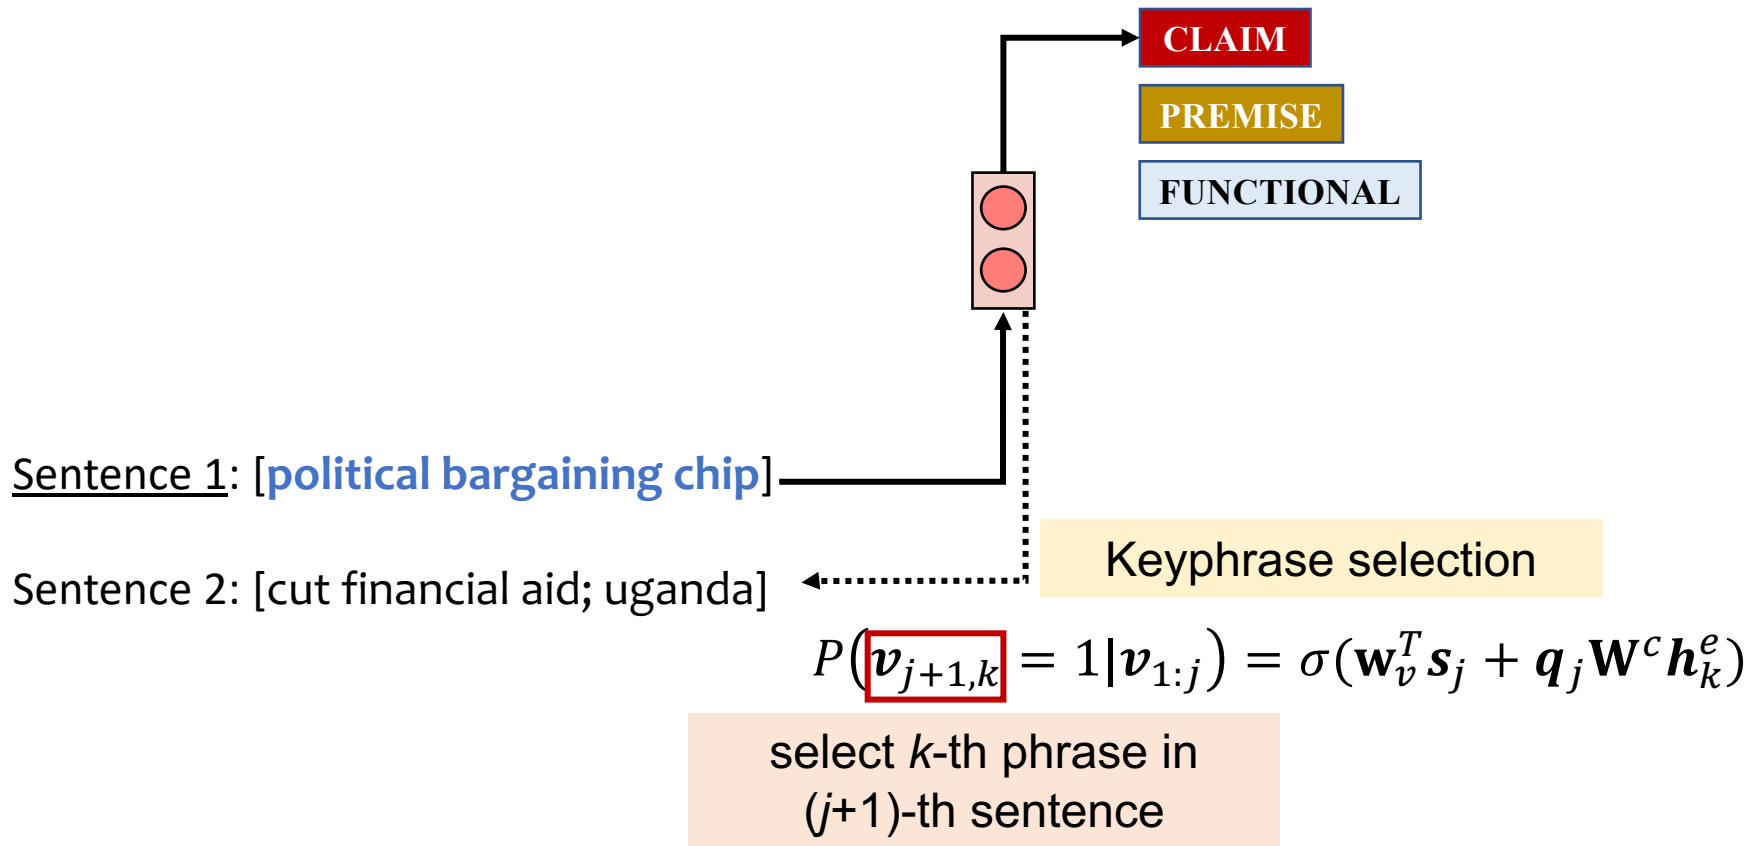 CLAIM
PREMISE
FUNCTIONAL
Sentence 1: [political bargaining chip]
Keyphrase selection
Sentence 2: [cut financial aid; uganda]
P(v_{j+1,k} = 1|v_{1:j}) = σ(w_v^T s_j + q_j W^c h_k^e)
select k-th phrase in
(j+1)-th sentence